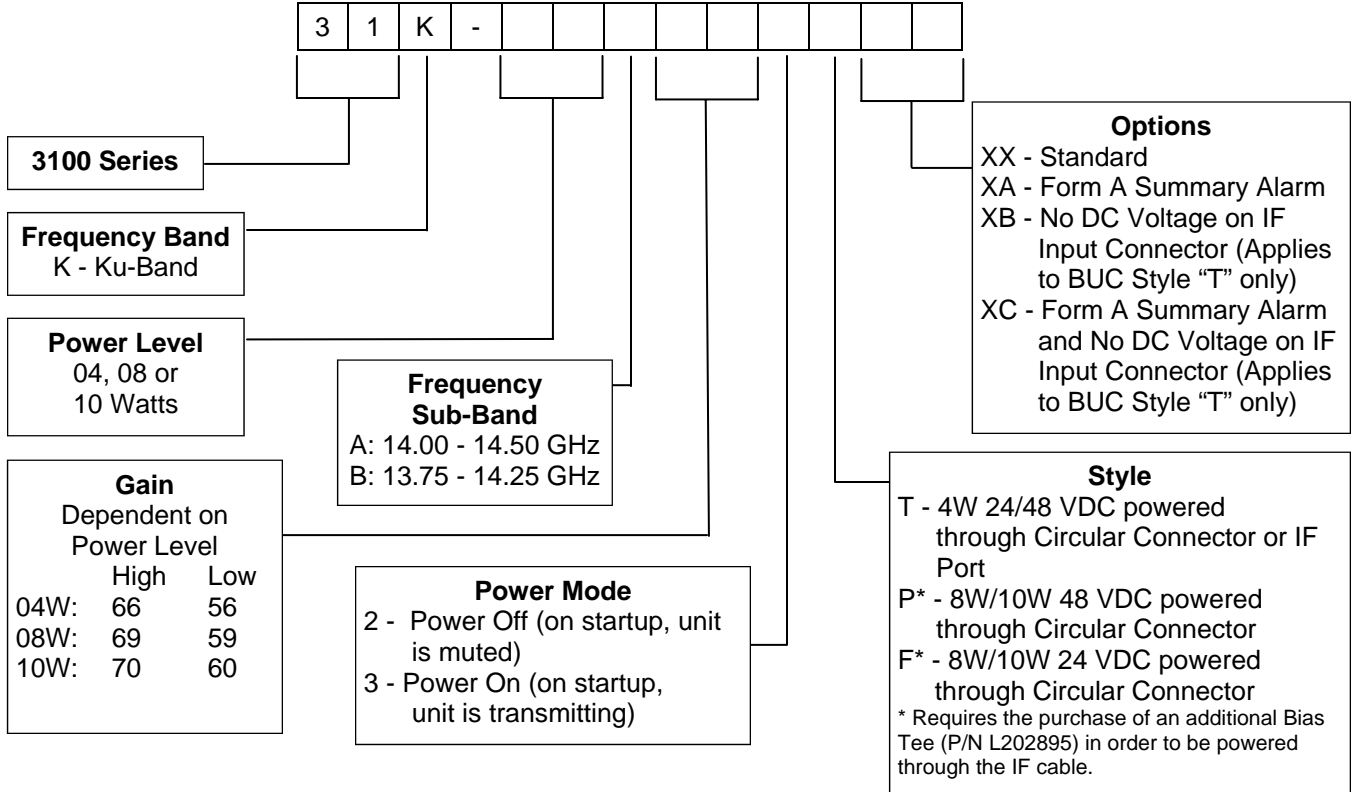 3 1 K -
3100 Series
Frequency Band
K - Ku-Band
Power Level
04, 08 or
10 Watts
Gain
Dependent on
Power Level
High Low
04W: 66 56
08W: 69 59
10W: 70 60
Frequency
Sub-Band
A: 14.00 - 14.50 GHz
B: 13.75 - 14.25 GHz
Power Mode
2 - Power Off (on startup, unit
is muted)
3 - Power On (on startup,
unit is transmitting)
Options
XX - Standard
XA - Form A Summary Alarm
XB - No DC Voltage on IF
Input Connector (Applies
to BUC Style “T” only)
XC - Form A Summary Alarm
and No DC Voltage on IF
Input Connector (Applies
to BUC Style “T” only)
Style
T - 4W 24/48 VDC powered
through Circular Connector or IF
Port
P* - 8W/10W 48 VDC powered
through Circular Connector
F* - 8W/10W 24 VDC powered
through Circular Connector
* Requires the purchase of an additional Bias
Tee (P/N L202895) in order to be powered
through the IF cable.